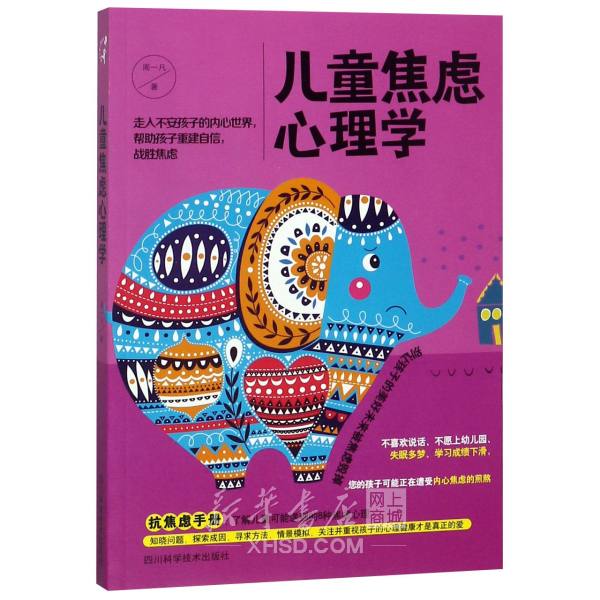 周一凡
著
儿童焦虑
心理学
走入不安孩子的内心世界,
帮助孩子重建自信,
战胜焦虑
儿童焦虑心理学
不喜欢说话、不愿上幼儿园、
失眠多梦、学习成绩下滑,
您的孩子可能正在遭受内心焦虑的煎熬
抗焦虑手册
知晓问题、探索成因、寻求方法、情景模拟,关注并重视孩子的心理健康才是真正的爱
四川科学技术出版社
新华书店
网上商城
XHSD.COM